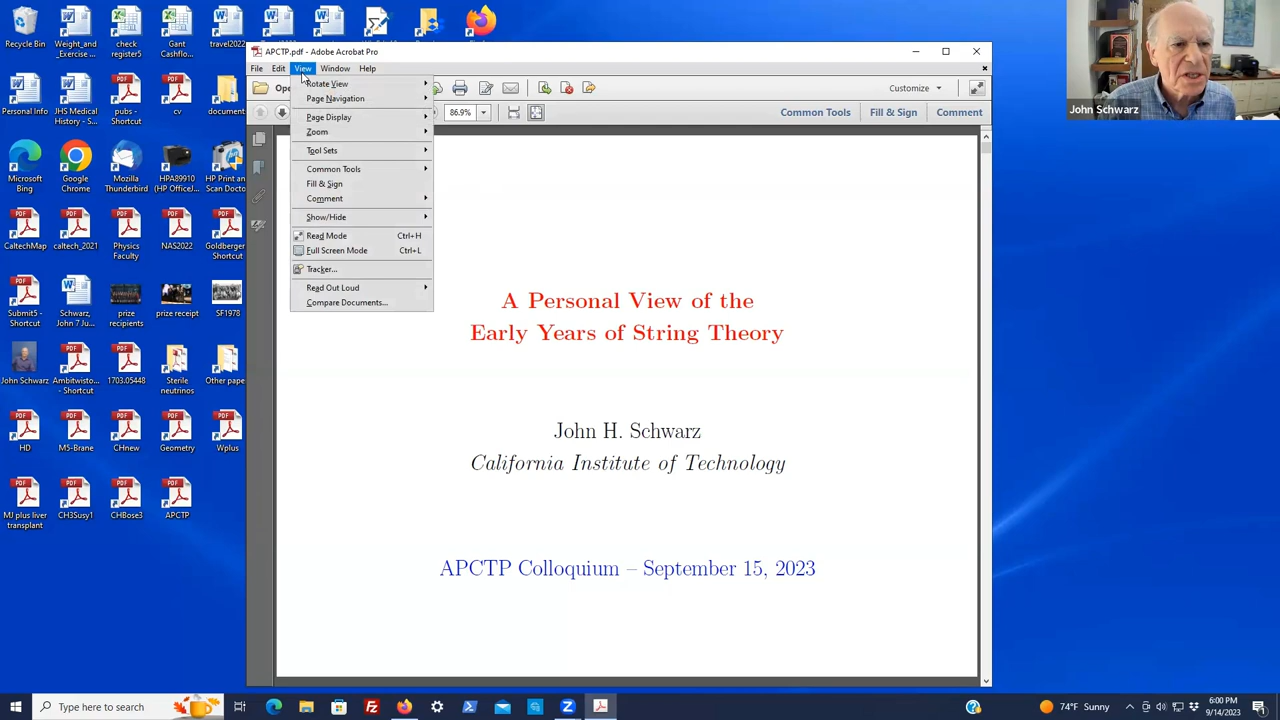 Recycle Bin
Weight_and
_Exercise ...
check
register5
Gant
Cashflo...
travel2022
APCTP.pdf - Adobe Acrobat Pro
File Edit View Window Help
Rotate View
Page Navigation
Page Display
Zoom
Tool Sets
Common Tools
Fill & Sign
Comment
Show/Hide
Read Mode Ctrl+H
Full Screen Mode Ctrl+L
Tracker...
Read Out Loud
Compare Documents...
86.9%
Customize
Common Tools Fill & Sign Comment
Personal Info
JHS Medical
History - S...
pubs -
Shortcut
cv
document
Microsoft
Bing
Google
Chrome
Mozilla
Thunderbird
HPA89910
(HP OfficeJ...
HP Print and
Scan Docto
CaltechMap
caltech_2021
Physics
Faculty
NAS2022
Goldberger
Shortcut
Submit5 -
Shortcut
Schwarz,
John 7 Ju...
prize
recipients
prize receipt
SF1978
John Schwarz
Ambitwisto...
- Shortcut
1703.05448
Sterile
neutrinos
Other pape
HD
M5-Brane
CHnew
Geometry
Wplus
MJ plus liver
transplant
CH3Susy1
CHBose3
APCTP
A Personal View of the
Early Years of String Theory
John H. Schwarz
California Institute of Technology
APCTP Colloquium – September 15, 2023
John Schwarz
Type here to search
74°F Sunny
6:00 PM
9/14/2023